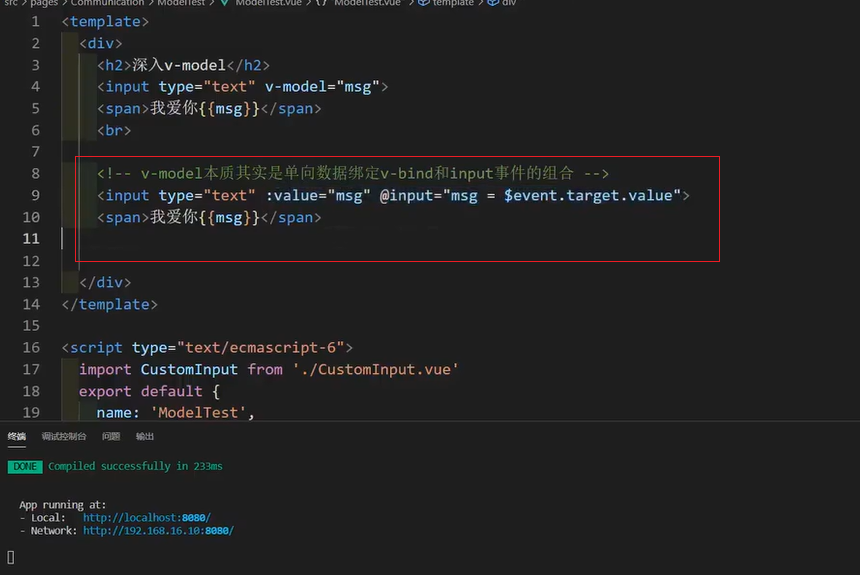 src > pages > Communication > ModelTest > ModelTest.vue > {} "ModelTest.vue" > template > div
1 <template>
2 <div>
3 <h2>深入v-model</h2>
4 <input type="text" v-model="msg">
5 <span>我爱你{{msg}}</span>
6 <br>
7
8 <!-- v-model本质其实是单向数据绑定v-bind和input事件的组合 -->
9 <input type="text" :value="msg" @input="msg = $event.target.value">
10 <span>我爱你{{msg}}</span>
11
12
13 </div>
14 </template>
15
16 <script type="text/ecmascript-6">
17 import CustomInput from './CustomInput.vue'
18 export default {
19 name: 'ModelTest',
终端 调试控制台 问题 输出
DONE Compiled successfully in 233ms
App running at:
- Local: http://localhost:8080/
- Network: http://192.168.16.10:8080/